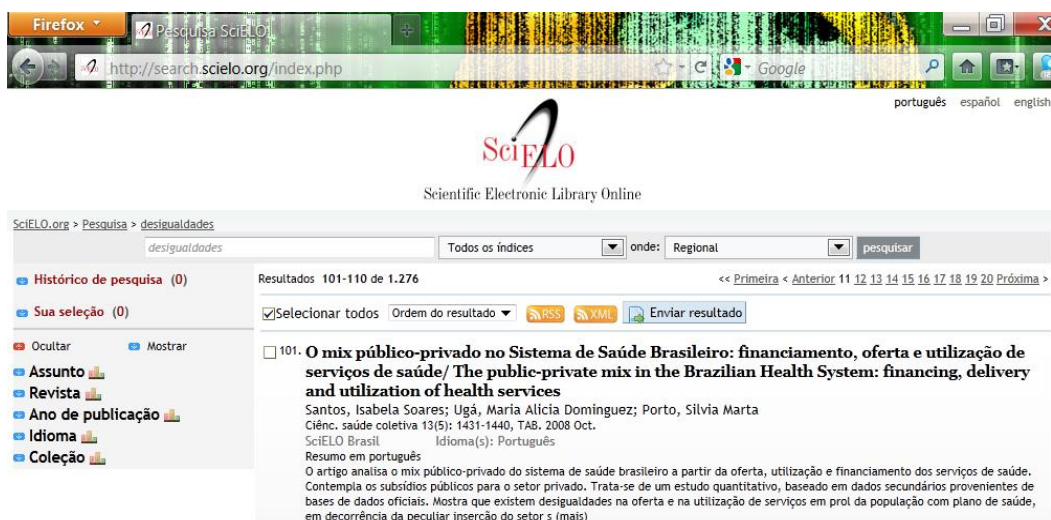 Firefox
Pesquisa SciELO
http://search.scielo.org/index.php
Google
português español english
SciELO
Scientific Electronic Library Online
SciELO.org > Pesquisa > desigualdades
desigualdades Todos os índices onde: Regional pesquisar
Histórico de pesquisa (0)
Sua seleção (0)
Ocultar Mostrar
Assunto
Revista
Ano de publicação
Idioma
Coleção
Resultados 101-110 de 1.276 << Primeira < Anterior 11 12 13 14 15 16 17 18 19 20 Próxima >
Selecionar todos Ordem do resultado RSS XML Enviar resultado
101. O mix público-privado no Sistema de Saúde Brasileiro: financiamento, oferta e utilização de
serviços de saúde/ The public-private mix in the Brazilian Health System: financing, delivery
and utilization of health services
Santos, Isabela Soares; Ugá, Maria Alicia Dominguez; Porto, Silvia Marta
Ciênc. saúde coletiva 13(5): 1431-1440, TAB. 2008 Oct.
SciELO Brasil Idioma(s): Português
Resumo em português
O artigo analisa o mix público-privado do sistema de saúde brasileiro a partir da oferta, utilização e financiamento dos serviços de saúde.
Contempla os subsídios públicos para o setor privado. Trata-se de um estudo quantitativo, baseado em dados secundários provenientes de
bases de dados oficiais. Mostra que existem desigualdades na oferta e na utilização de serviços em prol da população com plano de saúde,
em decorrência da peculiar inserção do setor s (mais)